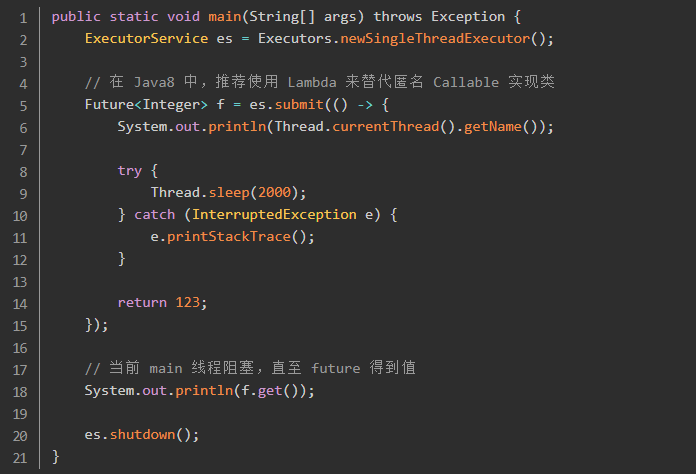 1 public static void main(String[] args) throws Exception {
2     ExecutorService es = Executors.newSingleThreadExecutor();
3
4     // 在 Java8 中，推荐使用 Lambda 来替代匿名 Callable 实现类
5     Future<Integer> f = es.submit(() -> {
6         System.out.println(Thread.currentThread().getName());
7
8         try {
9             Thread.sleep(2000);
10         } catch (InterruptedException e) {
11             e.printStackTrace();
12         }
13
14         return 123;
15     });
16
17     // 当前 main 线程阻塞，直至 future 得到值
18     System.out.println(f.get());
19
20     es.shutdown();
21 }